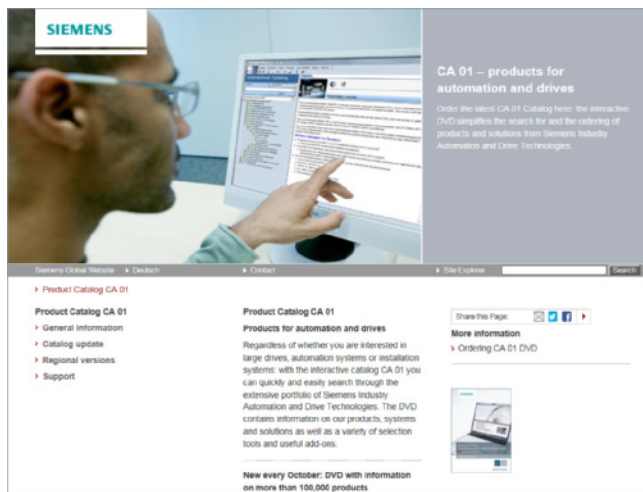 SIEMENS
CA 01 – products for
automation and drives
Order the latest CA 01 Catalog here: the interactive
DVD simplifies the search for and the ordering of
products and solutions from Siemens Industry
Automation and Drive Technologies.
Siemens Global Website Deutsch Contact Site Explorer Search
Product Catalog CA 01
Product Catalog CA 01
General information
Catalog update
Regional versions
Support
Product Catalog CA 01
Products for automation and drives
Regardless of whether you are interested in
large drives, automation systems or installation
systems: with the interactive catalog CA 01 you
can quickly and easily search through the
extensive portfolio of Siemens Industry
Automation and Drive Technologies. The DVD
contains information on our products, systems
and solutions as well as a variety of selection
tools and useful add-ons.
New every October: DVD with information
on more than 100,000 products
Share this Page:
More information
Ordering CA 01 DVD
SIEMENS